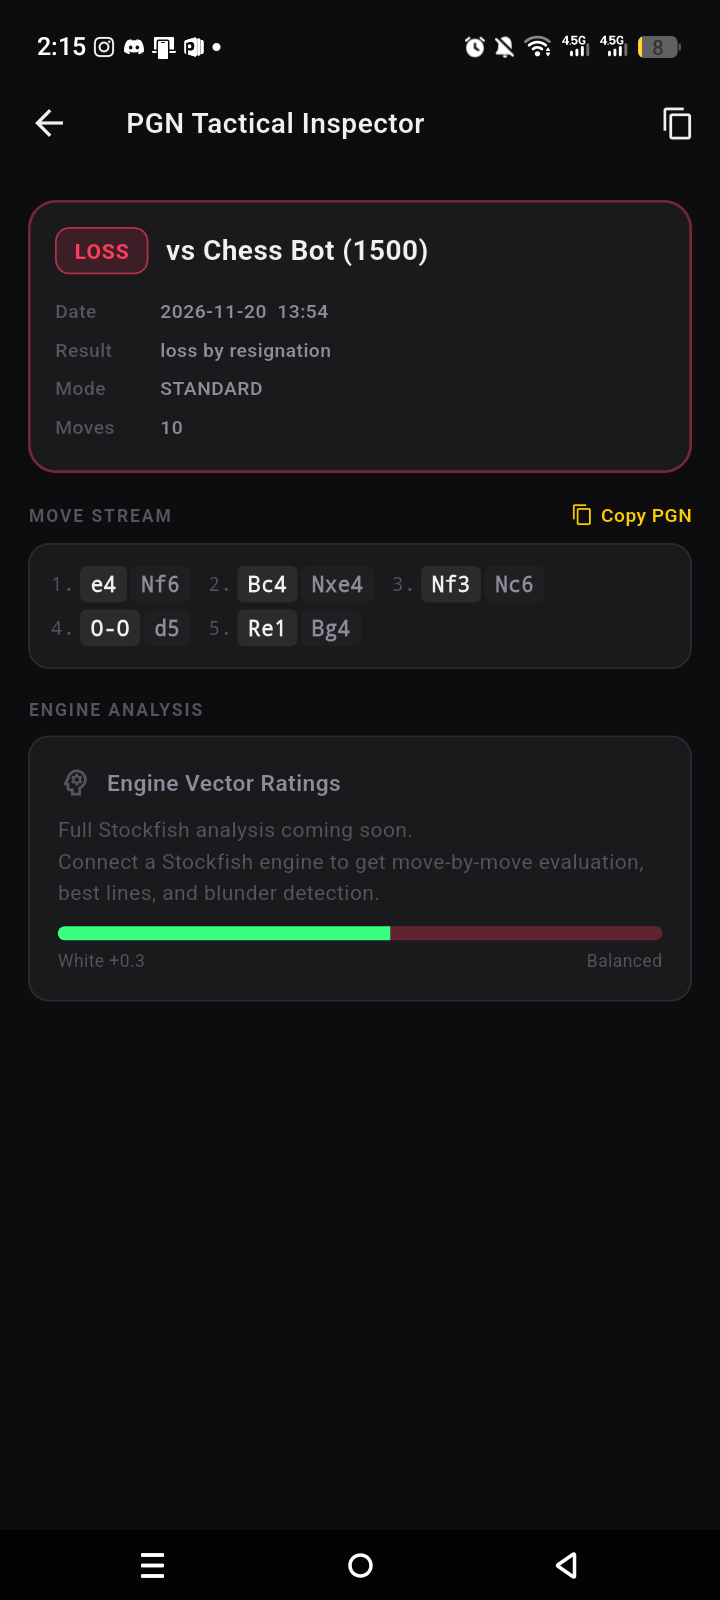 2:15
4.5G 4.5G 8
PGN Tactical Inspector
LOSS vs Chess Bot (1500)
Date 2026-11-20 13:54
Result loss by resignation
Mode STANDARD
Moves 10
MOVE STREAM Copy PGN
1. e4 Nf6 2. Bc4 Nxe4 3. Nf3 Nc6
4. O-O d5 5. Re1 Bg4
ENGINE ANALYSIS
Engine Vector Ratings
Full Stockfish analysis coming soon.
Connect a Stockfish engine to get move-by-move evaluation,
best lines, and blunder detection.
White +0.3 Balanced